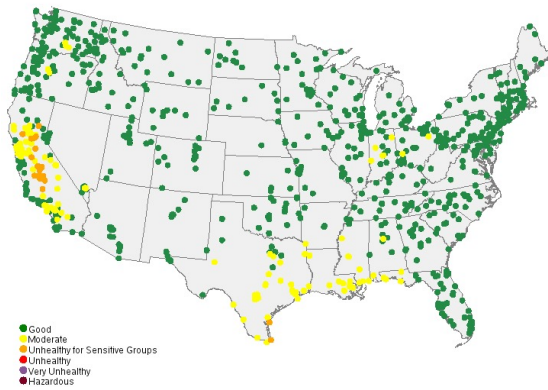 Good
Moderate
Unhealthy for Sensitive Groups
Unhealthy
Very Unhealthy
Hazardous